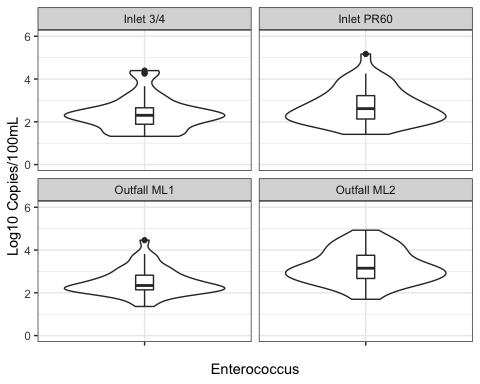 Inlet 3/4
Inlet PR60
6
4
2
0
Outfall ML1
Outfall ML2
6
4
2
0
Log10 Copies/100mL
Enterococcus